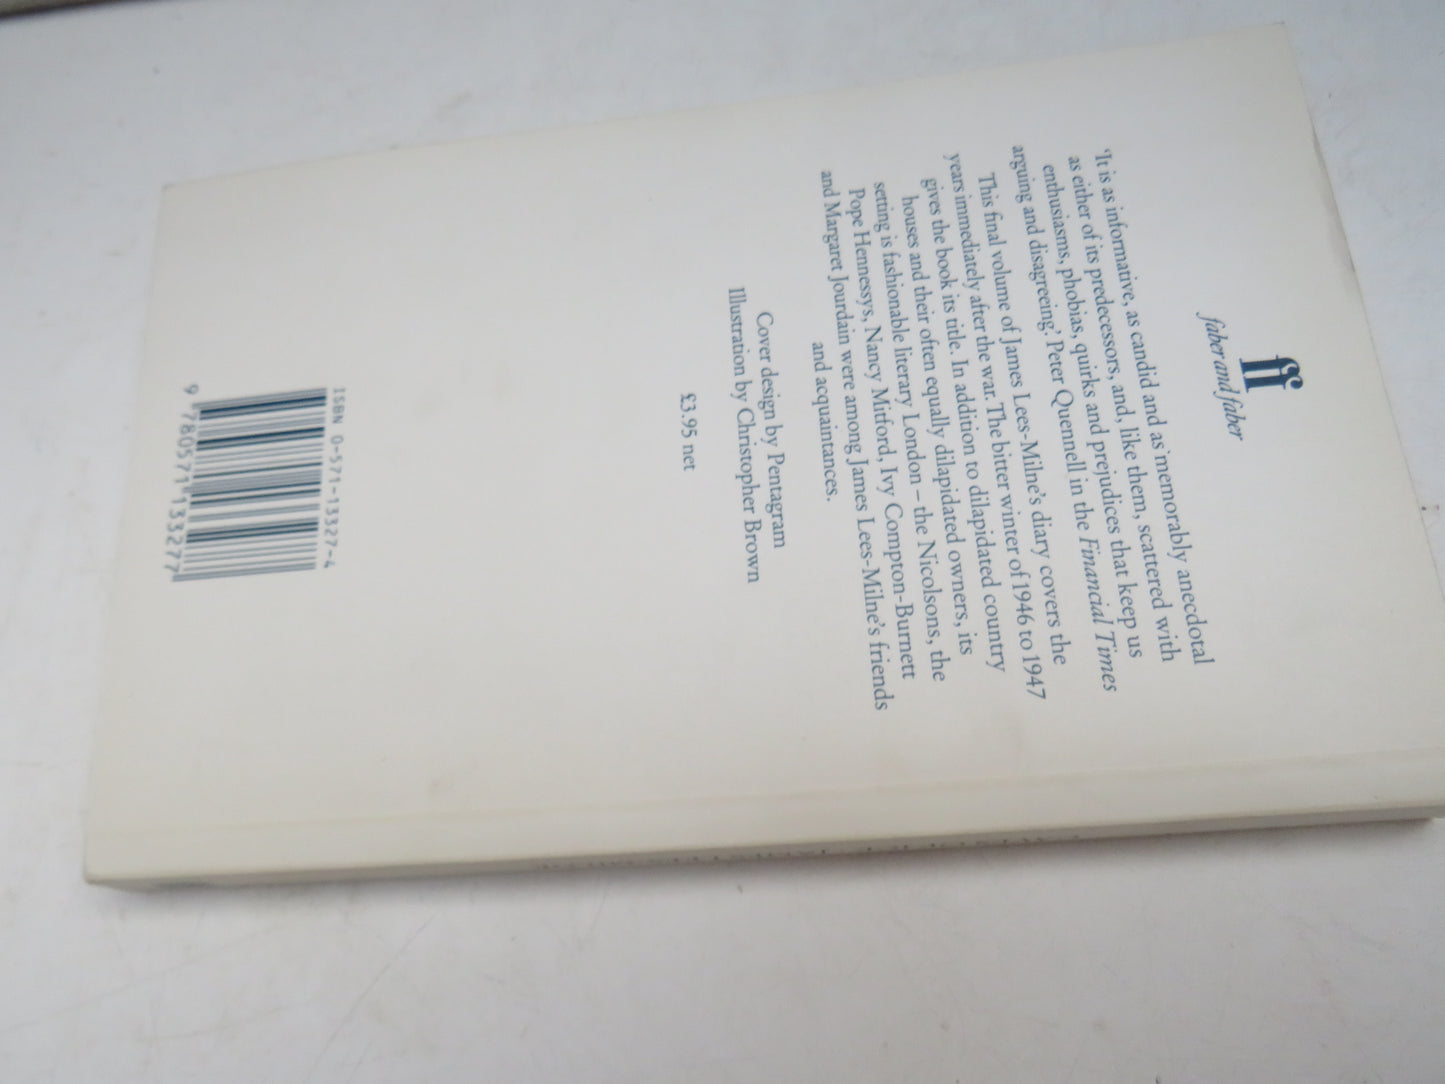 ff
faber and faber
'It is as informative, as candid and as memorably anecdotal
as either of its predecessors, and, like them, scattered with
enthusiasms, phobias, quirks and prejudices that keep us
arguing and disagreeing.' Peter Quennell in the Financial Times
This final volume of James Lees-Milne's diary covers the
years immediately after the war. The bitter winter of 1946 to 1947
gives the book its title. In addition to dilapidated country
houses and their often equally dilapidated owners, its
setting is fashionable literary London – the Nicolsons, the
Pope Hennessys, Nancy Mitford, Ivy Compton-Burnett
and Margaret Jourdain were among James Lees-Milne's friends
and acquaintances.
Cover design by Pentagram
Illustration by Christopher Brown
£3.95 net
ISBN 0-571-13327-4
9 780571 133277